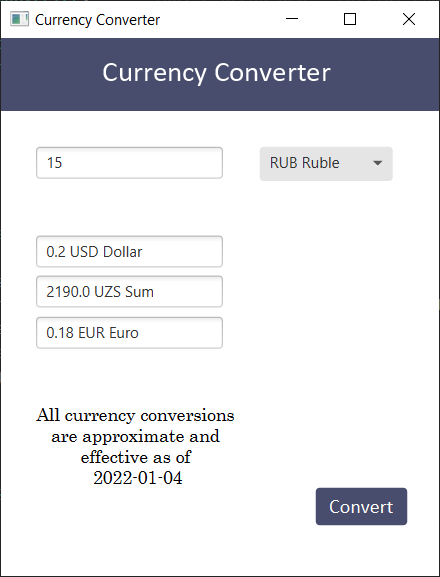 Currency Converter
Currency Converter
15
RUB Ruble
0.2 USD Dollar
2190.0 UZS Sum
0.18 EUR Euro
All currency conversions
are approximate and
effective as of
2022-01-04
Convert